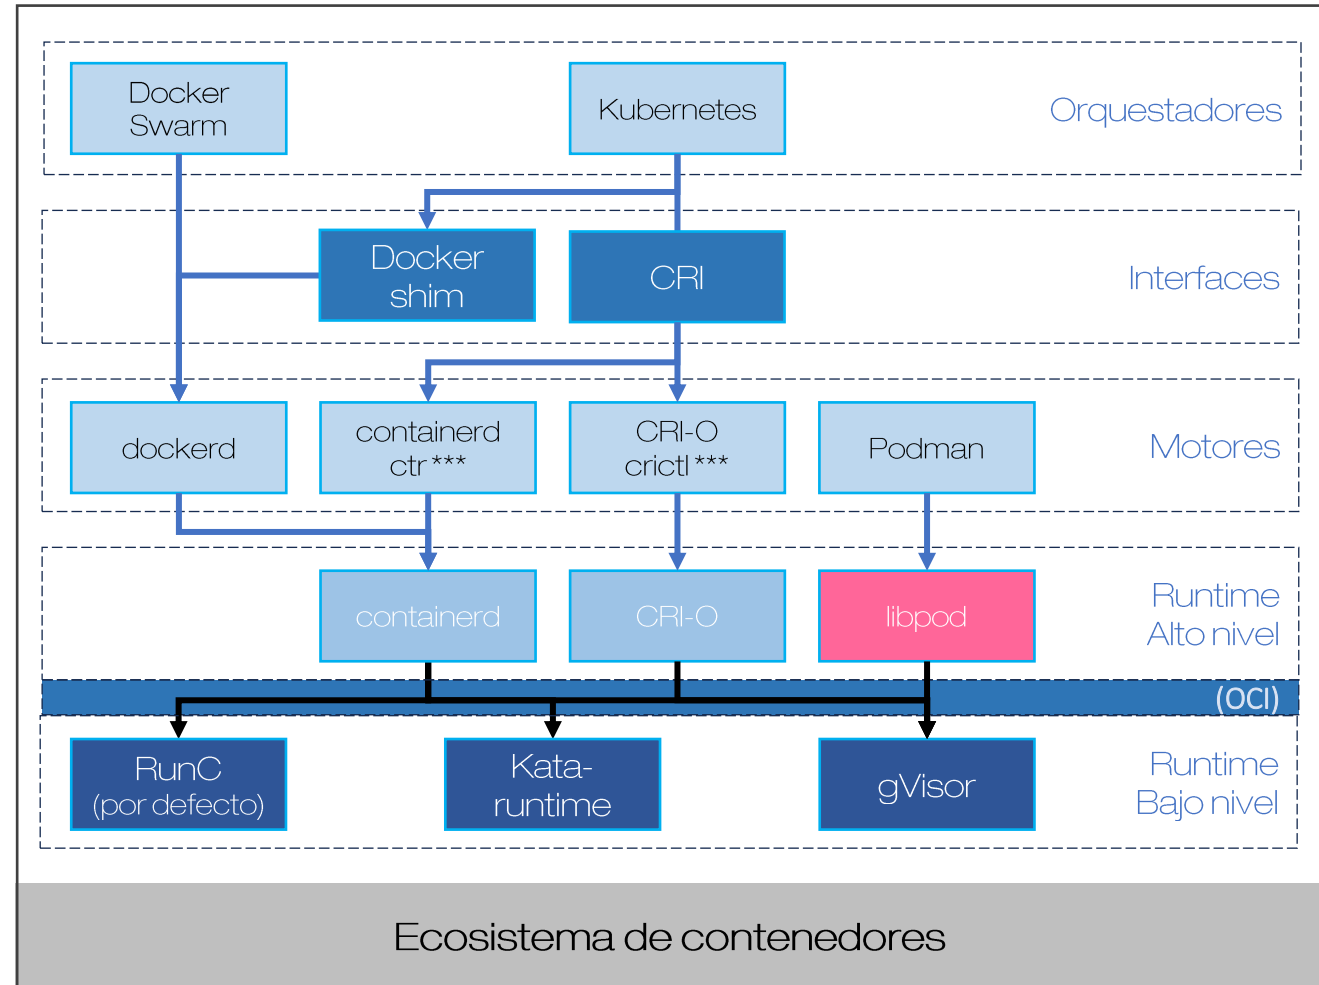 Docker
Swarm
Kubernetes
Orquestadores
Docker
shim
CRI
Interfaces
dockerd
containerd
ctr ***
CRI-O
crictl ***
Podman
Motores
containerd
CRI-O
libpod
Runtime
Alto nivel
(OCI)
RunC
(por defecto)
Kata-
runtime
gVisor
Runtime
Bajo nivel
Ecosistema de contenedores